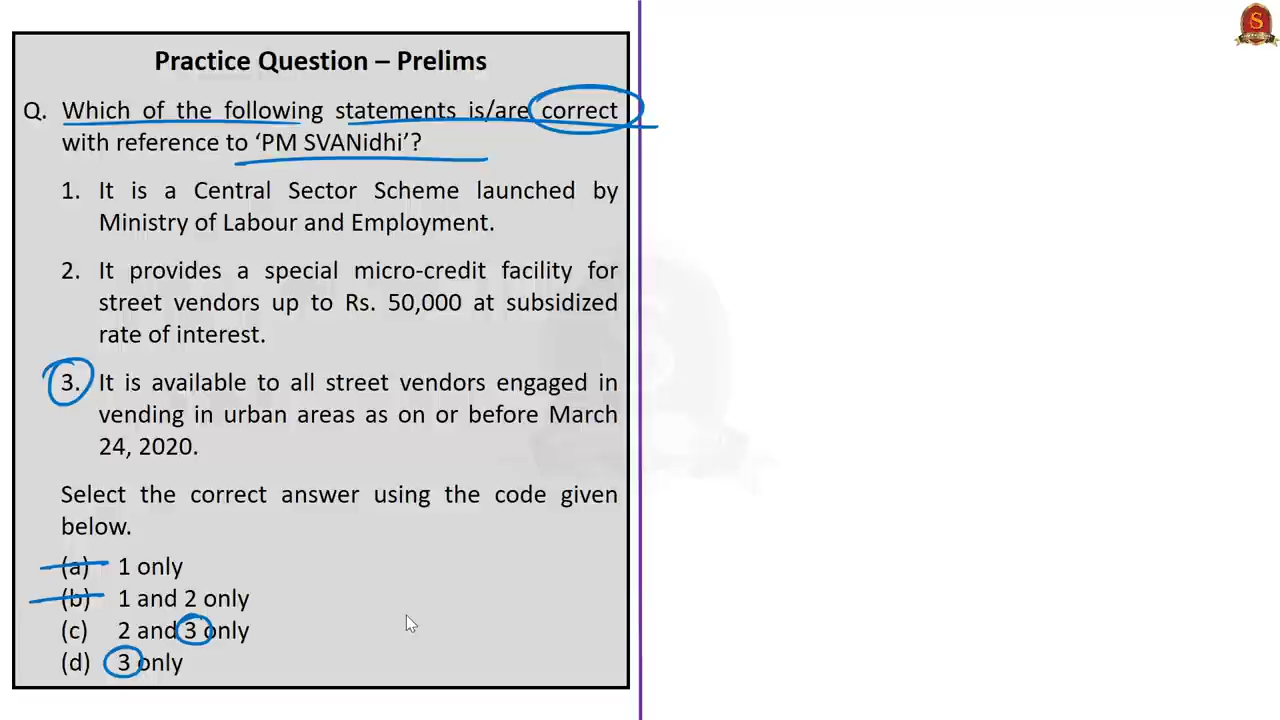 Practice Question – Prelims
Q. Which of the following statements is/are correct
with reference to ‘PM SVANidhi’?
1. It is a Central Sector Scheme launched by
Ministry of Labour and Employment.
2. It provides a special micro-credit facility for
street vendors up to Rs. 50,000 at subsidized
rate of interest.
3. It is available to all street vendors engaged in
vending in urban areas as on or before March
24, 2020.
Select the correct answer using the code given
below.
(a) 1 only
(b) 1 and 2 only
(c) 2 and 3 only
(d) 3 only
S